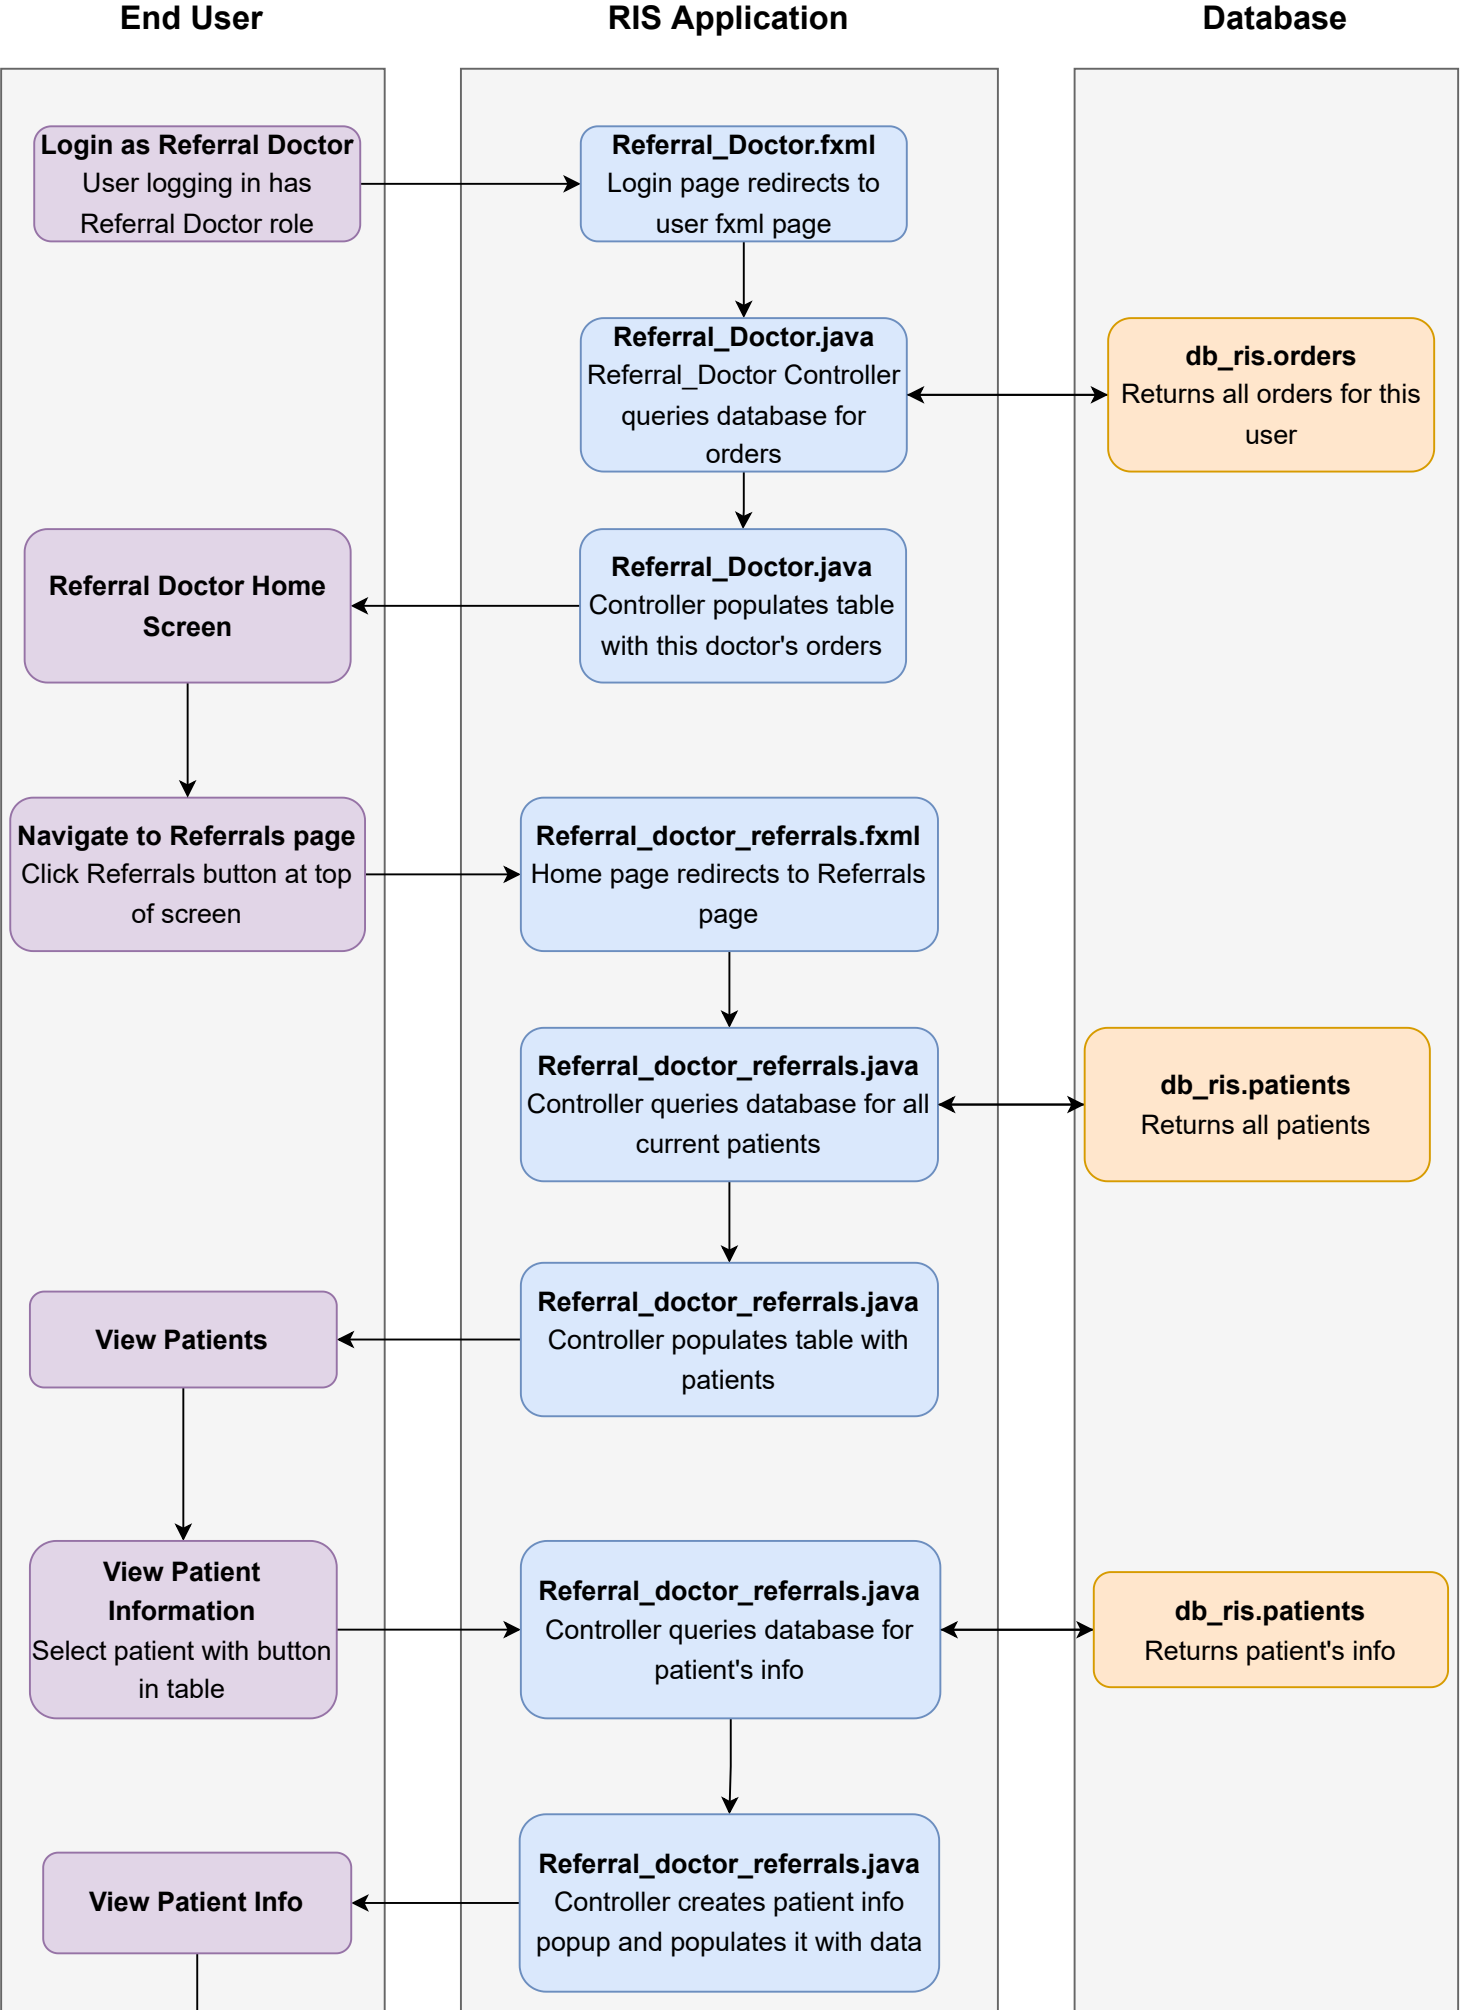 End User
RIS Application
Database
Login as Referral Doctor
User logging in has
Referral Doctor role
Referral_Doctor.fxml
Login page redirects to
user fxml page
Referral_Doctor.java
Referral_Doctor Controller
queries database for
orders
db_ris.orders
Returns all orders for this
user
Referral Doctor Home
Screen
Referral_Doctor.java
Controller populates table
with this doctor's orders
Navigate to Referrals page
Click Referrals button at top
of screen
Referral_doctor_referrals.fxml
Home page redirects to Referrals
page
Referral_doctor_referrals.java
Controller queries database for all
current patients
db_ris.patients
Returns all patients
View Patients
Referral_doctor_referrals.java
Controller populates table with
patients
View Patient
Information
Select patient with button
in table
Referral_doctor_referrals.java
Controller queries database for
patient's info
db_ris.patients
Returns patient's info
View Patient Info
Referral_doctor_referrals.java
Controller creates patient info
popup and populates it with data